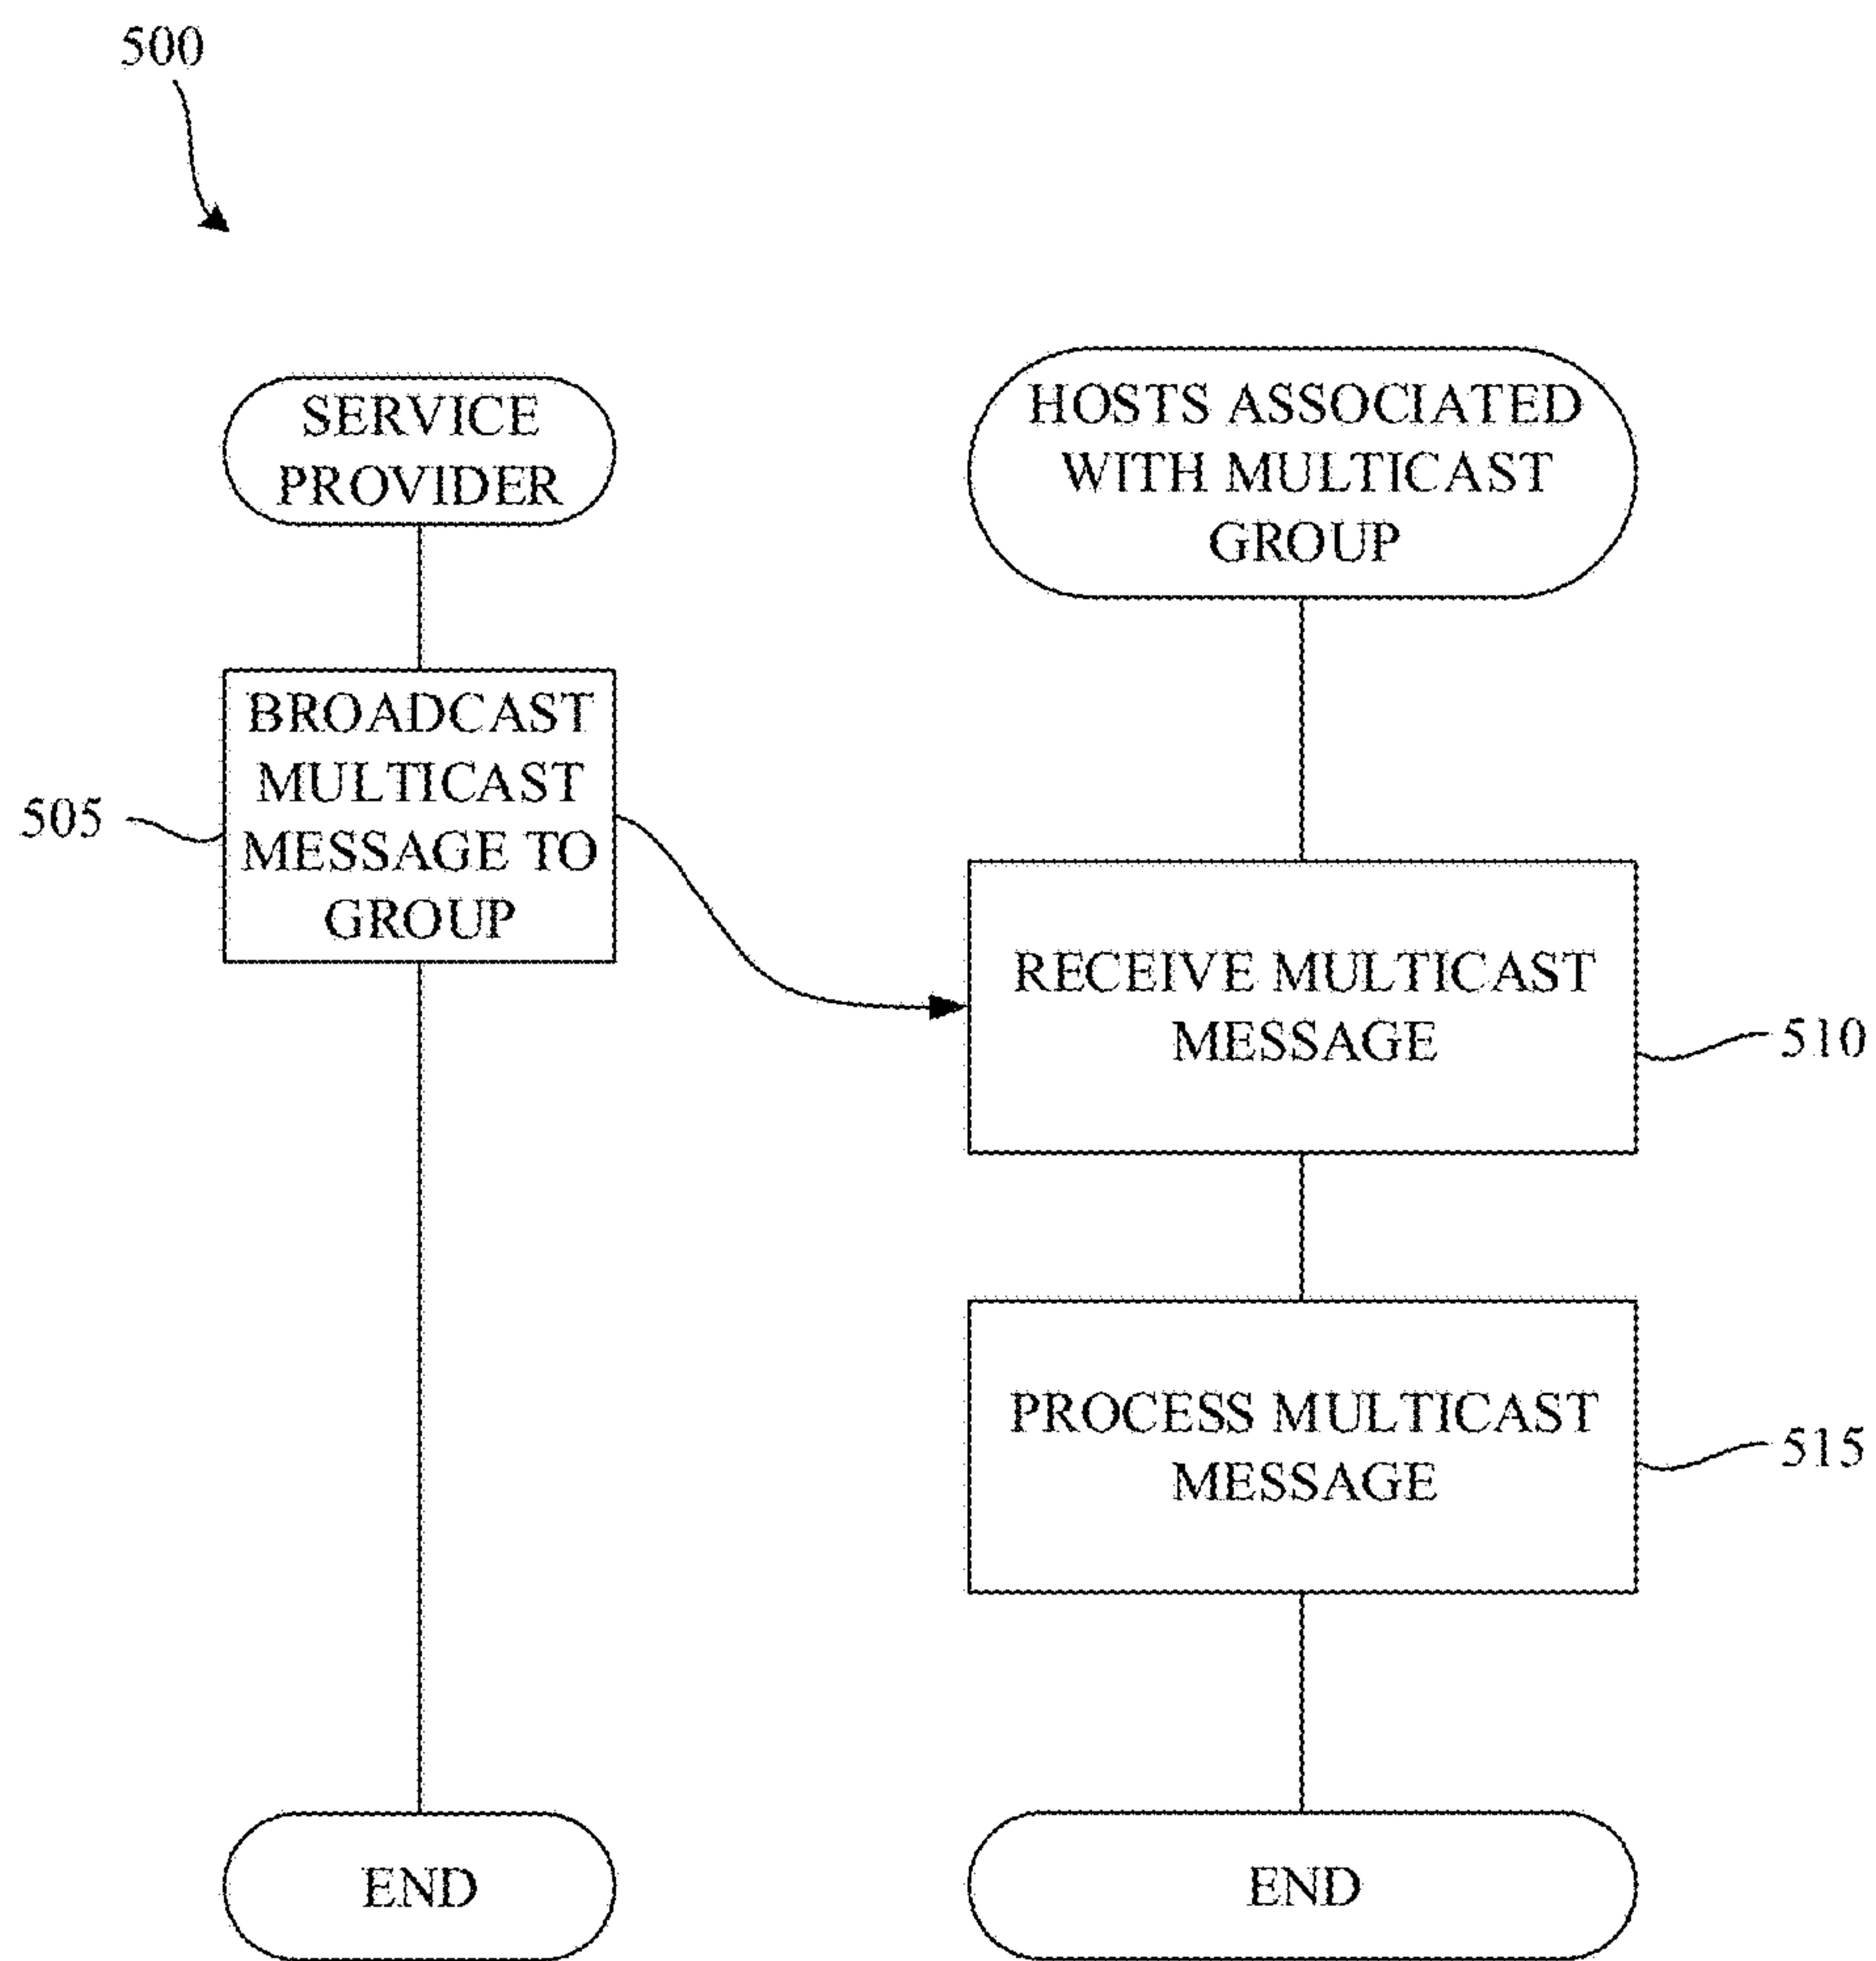 500
SERVICE
PROVIDER
HOSTS ASSOCIATED
WITH MULTICAST
GROUP
BROADCAST
MULTICAST
MESSAGE TO
GROUP
505
RECEIVE MULTICAST
MESSAGE
510
PROCESS MULTICAST
MESSAGE
515
END
END